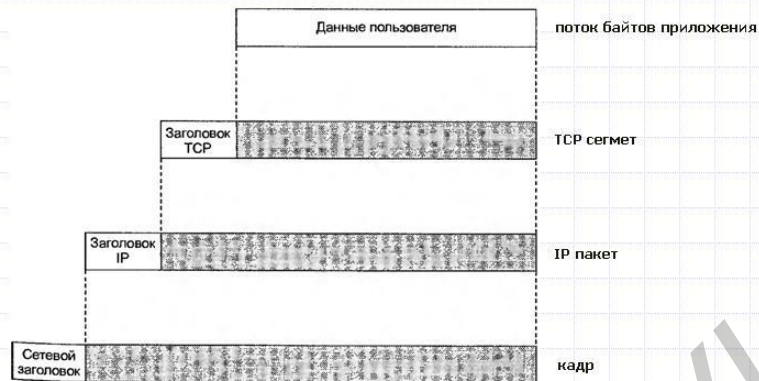 Данные пользователя
поток байтов приложения
Заголовок
TCP
TCP сегмет
Заголовок
IP
IP пакет
Сетевой
заголовок
кадр